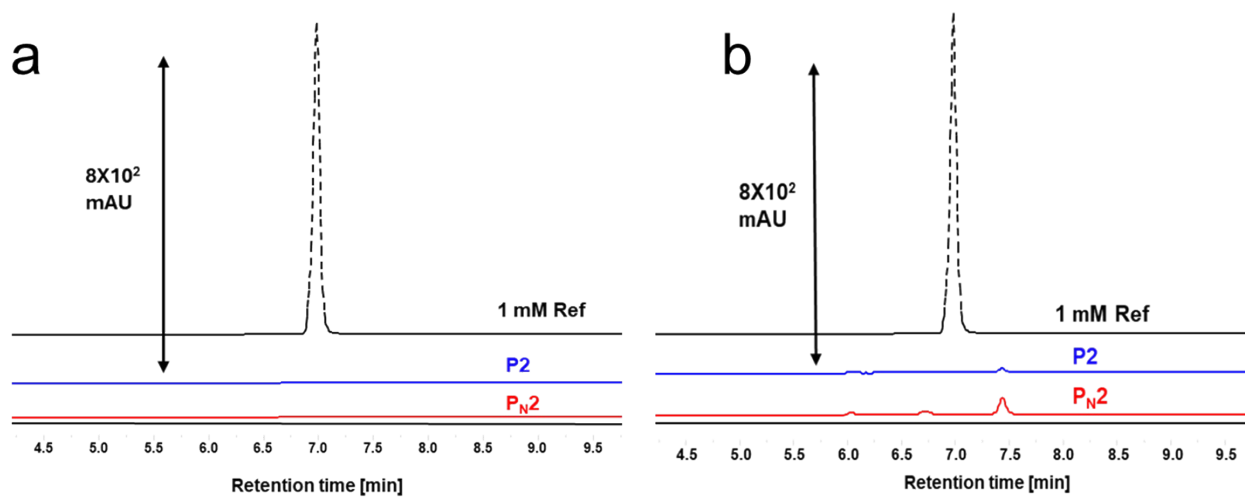 a
8X10²
mAU
1 mM Ref
P2
PN2
4.5 5.0 5.5 6.0 6.5 7.0 7.5 8.0 8.5 9.0 9.5
Retention time [min]
b
8X10²
mAU
1 mM Ref
P2
PN2
4.5 5.0 5.5 6.0 6.5 7.0 7.5 8.0 8.5 9.0 9.5
Retention time [min]